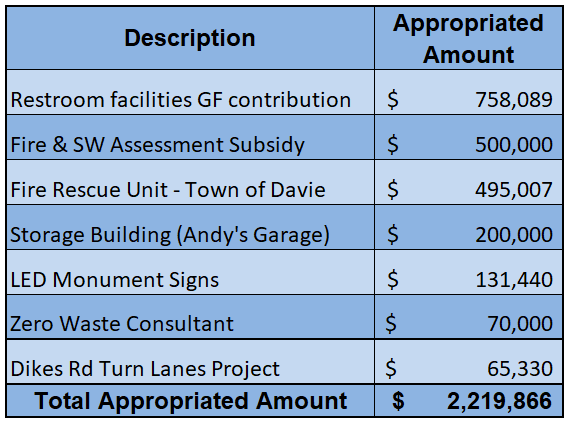 Description Appropriated Amount
Restroom facilities GF contribution $ 758,089
Fire & SW Assessment Subsidy $ 500,000
Fire Rescue Unit - Town of Davie $ 495,007
Storage Building (Andy's Garage) $ 200,000
LED Monument Signs $ 131,440
Zero Waste Consultant $ 70,000
Dikes Rd Turn Lanes Project $ 65,330
Total Appropriated Amount $ 2,219,866